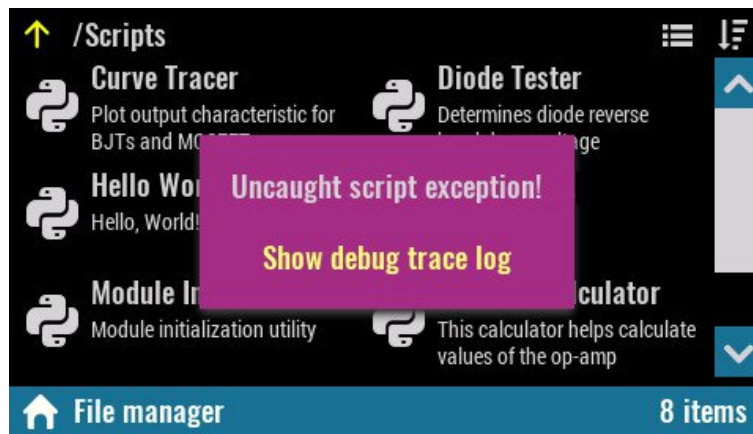 /Scripts
Curve Tracer
Plot output characteristic for
BJTs and
Diode Tester
Determines diode reverse
Uncaught script exception!
Show debug trace log
Hello
Hello, World!
Module
Module initialization utility
This calculator helps calculate
values of the op-amp
File manager
8 items